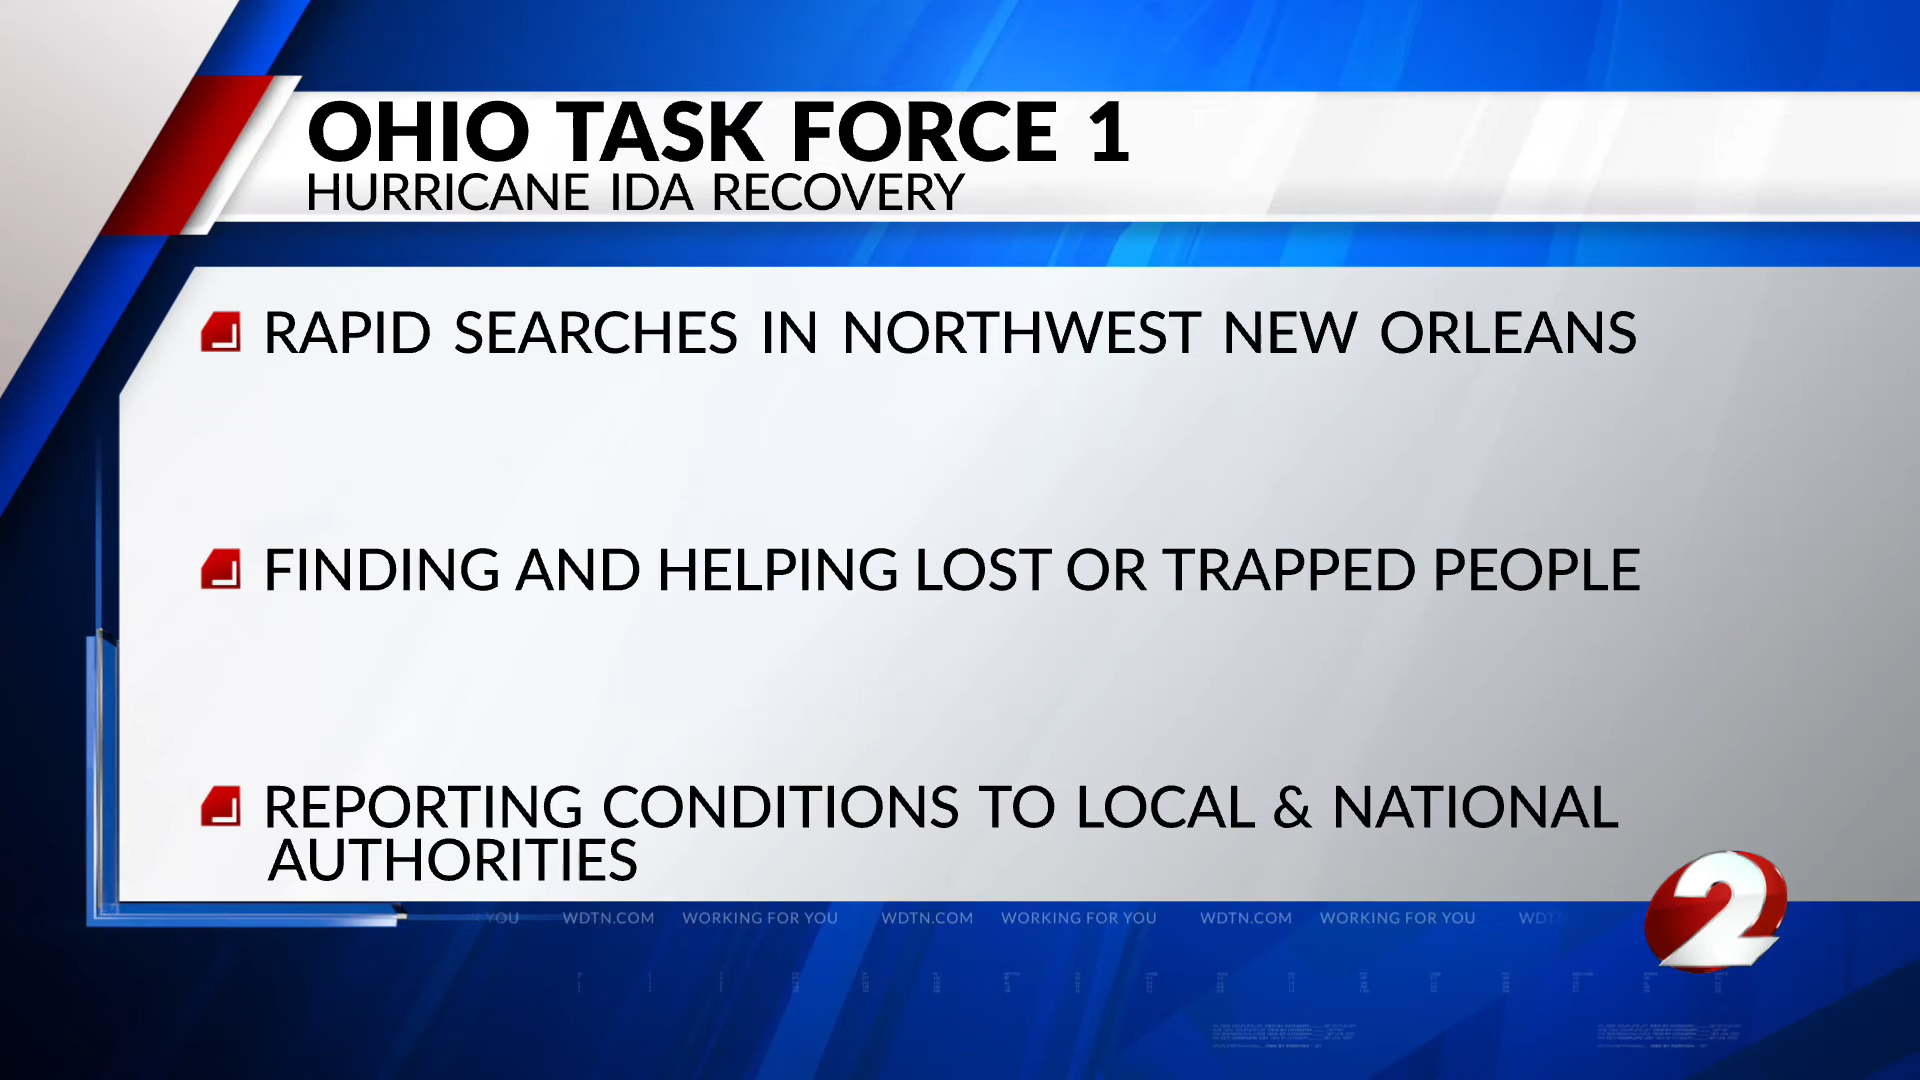 OHIO TASK FORCE 1
HURRICANE IDA RECOVERY
RAPID SEARCHES IN NORTHWEST NEW ORLEANS
FINDING AND HELPING LOST OR TRAPPED PEOPLE
REPORTING CONDITIONS TO LOCAL & NATIONAL
AUTHORITIES
YOU WDTN.COM WORKING FOR YOU WDTN.COM WORKING FOR YOU WDTN.COM WORKING FOR YOU
2